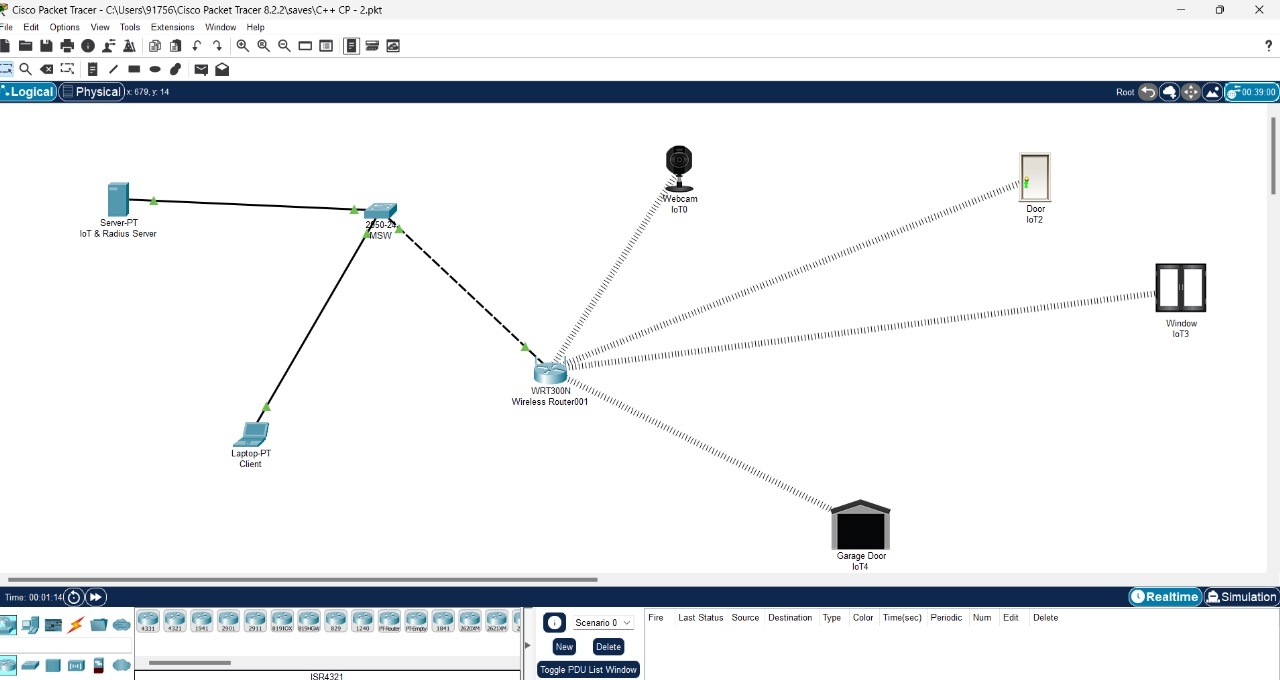 Cisco Packet Tracer - C:\Users\91756\Cisco Packet Tracer 8.2.2\saves\C++ CP - 2.pkt
File Edit Options View Tools Extensions Window Help
?
Logical Physical x: 679, y: 14 Root 00:39:00
Server-PT
IoT & Radius Server
2950-24
MSW
Webcam
IoT0
Door
IoT2
Window
IoT3
WRT300N
Wireless Router001
Laptop-PT
Client
Garage Door
IoT4
Time: 00:01:14 Realtime Simulation
4331 4321 1941 2901 2911 819IOX 819HGW 829 1240 PT-Router PT-Empty 1841 2620XM 2621XM 2
ISR4321
Scenario 0
New Delete
Toggle PDU List Window
Fire Last Status Source Destination Type Color Time(sec) Periodic Num Edit Delete